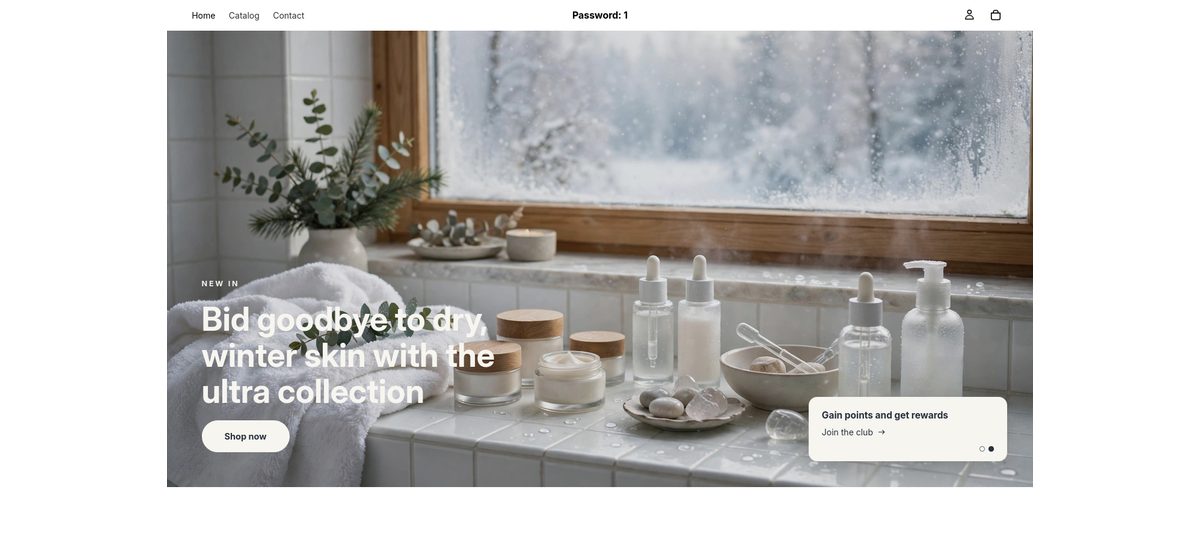 Home Catalog Contact
Password: 1
NEW IN
Bid goodbye to dry,
winter skin with the
ultra collection
Shop now
Gain points and get rewards
Join the club →